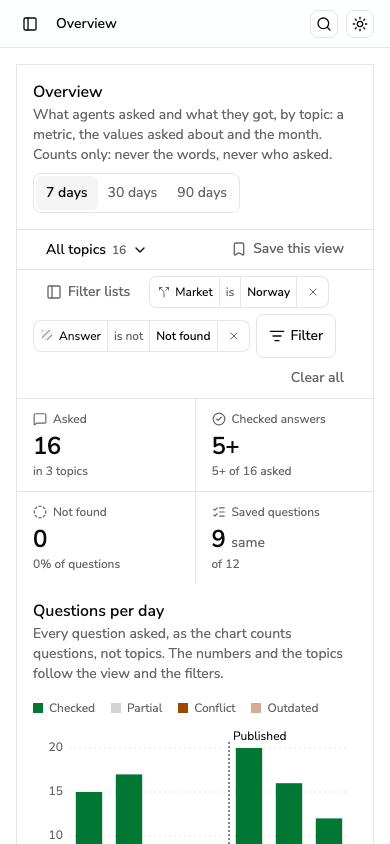 Overview
Overview
What agents asked and what they got, by topic: a
metric, the values asked about and the month.
Counts only: never the words, never who asked.
7 days 30 days 90 days
All topics 16 Save this view
Filter lists Market is Norway
Answer is not Not found Filter
Clear all
Asked Checked answers
16 5+
in 3 topics 5+ of 16 asked
Not found Saved questions
0 9 same
0% of questions of 12
Questions per day
Every question asked, as the chart counts
questions, not topics. The numbers and the topics
follow the view and the filters.
Checked Partial Conflict Outdated
Published
20
15
10